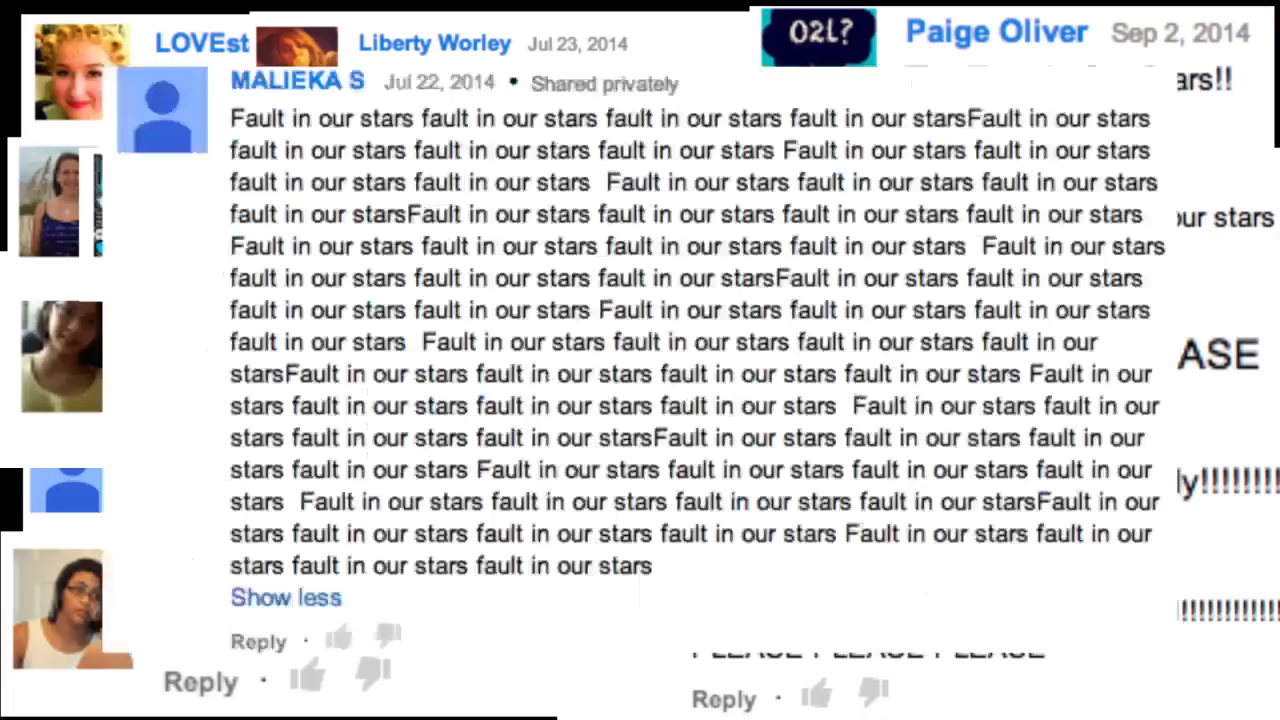 O2L?
Paige Oliver Sep 2, 2014
LOVEst
Liberty Worley Jul 23, 2014
MALIEKA S Jul 22, 2014 • Shared privately
ars!!
Fault in our stars fault in our stars fault in our stars fault in our starsFault in our stars
fault in our stars fault in our stars fault in our stars Fault in our stars fault in our stars
fault in our stars fault in our stars  Fault in our stars fault in our stars fault in our stars
fault in our starsFault in our stars fault in our stars fault in our stars fault in our stars
our stars
Fault in our stars fault in our stars fault in our stars fault in our stars  Fault in our stars
fault in our stars fault in our stars fault in our starsFault in our stars fault in our stars
fault in our stars fault in our stars Fault in our stars fault in our stars fault in our stars
fault in our stars  Fault in our stars fault in our stars fault in our stars fault in our
ASE
starsFault in our stars fault in our stars fault in our stars fault in our stars Fault in our
stars fault in our stars fault in our stars fault in our stars  Fault in our stars fault in our
stars fault in our stars fault in our starsFault in our stars fault in our stars fault in our
stars fault in our stars Fault in our stars fault in our stars fault in our stars fault in our
ly!!!!!!!!
stars  Fault in our stars fault in our stars fault in our stars fault in our starsFault in our
stars fault in our stars fault in our stars fault in our stars Fault in our stars fault in our
stars fault in our stars fault in our stars
Show less
!!!!!!!!!!!!
Reply ·
PLEASE PLEASE PLEASE
Reply ·
Reply ·